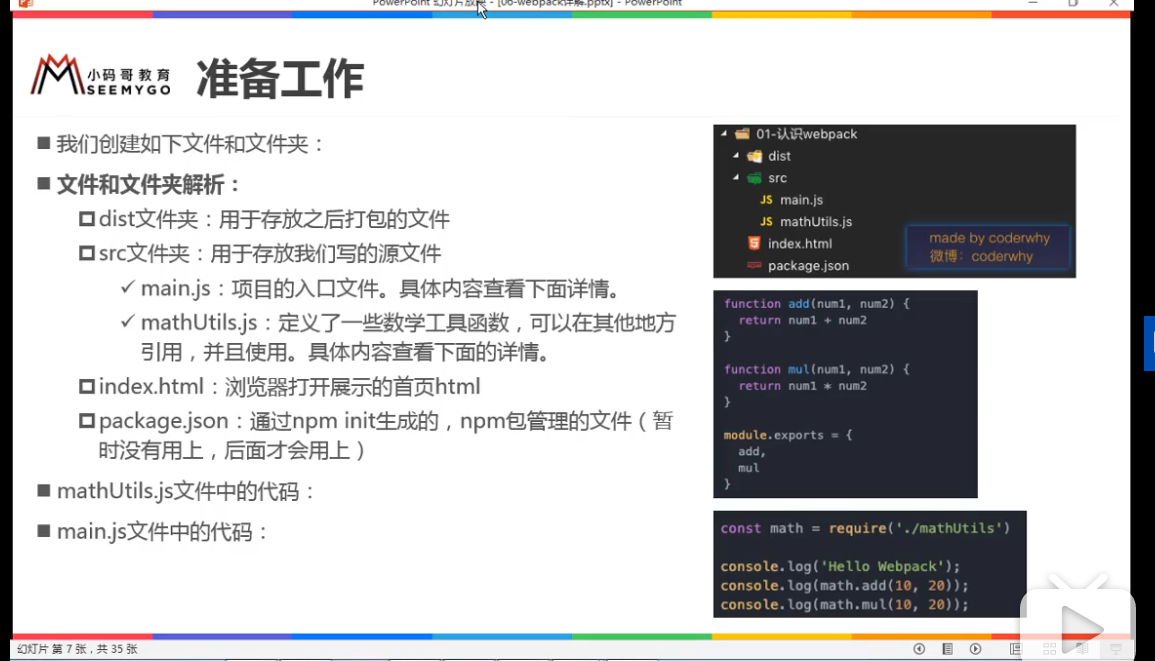 PowerPoint 幻灯片放映 - [06-webpack详解.pptx] - PowerPoint
小码哥教育
SEEMYGO
准备工作
我们创建如下文件和文件夹：
文件和文件夹解析：
dist文件夹：用于存放之后打包的文件
src文件夹：用于存放我们写的源文件
main.js：项目的入口文件。具体内容查看下面详情。
mathUtils.js：定义了一些数学工具函数，可以在其他地方
引用，并且使用。具体内容查看下面的详情。
index.html：浏览器打开展示的首页html
package.json：通过npm init生成的，npm包管理的文件（暂
时没有用上，后面才会用上）
mathUtils.js文件中的代码：
main.js文件中的代码：
01-认识webpack
dist
src
JS main.js
JS mathUtils.js
index.html
package.json
made by coderwhy
微博：coderwhy
function add(num1, num2) {
return num1 + num2
}
function mul(num1, num2) {
return num1 * num2
}
module.exports = {
add,
mul
}
const math = require('./mathUtils')
console.log('Hello Webpack');
console.log(math.add(10, 20));
console.log(math.mul(10, 20));
幻灯片 第 7 张，共 35 张